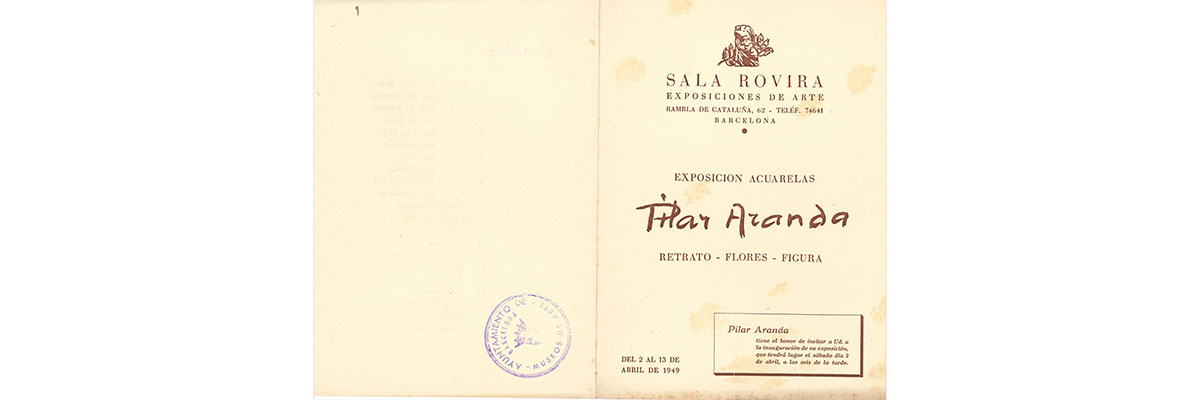 SALA ROVIRA
EXPOSICIONES DE ARTE
RAMBLA DE CATALUÑA, 62 - TELÉF. 74641
BARCELONA
EXPOSICION ACUARELAS
Pilar Aranda
RETRATO - FLORES - FIGURA
Pilar Aranda
tiene el honor de invitar a Ud. a
la inauguración de su exposición,
que tendrá lugar el sábado día 2
de abril, a las seis de la tarde.
DEL 2 AL 13 DE
ABRIL DE 1949
AYUNTAMIENTO DE
BARCELONA
MUSEOS DE ARTE